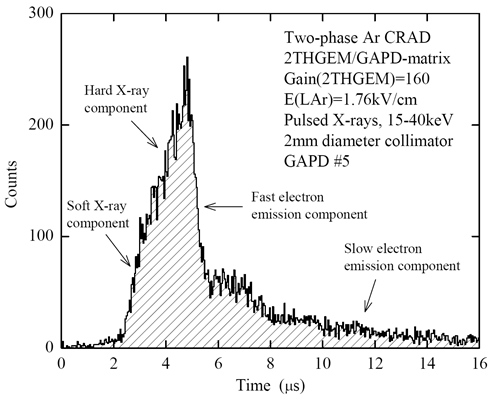 300
200
100
0
Counts
Two-phase Ar CRAD
2THGEM/GAPD-matrix
Gain(2THGEM)=160
E(LAr)=1.76kV/cm
Pulsed X-rays, 15-40keV
2mm diameter collimator
GAPD #5
Hard X-ray
component
Soft X-ray
component
Fast electron
emission component
Slow electron
emission component
0 2 4 6 8 10 12 14 16
Time (μs)